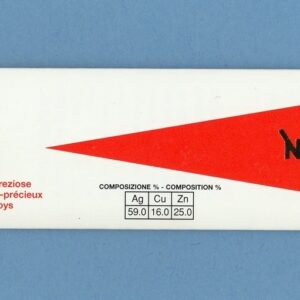 N
reziose
-précieux
oys
COMPOSIZIONE % - COMPOSITION %
Ag Cu Zn
59.0 16.0 25.0